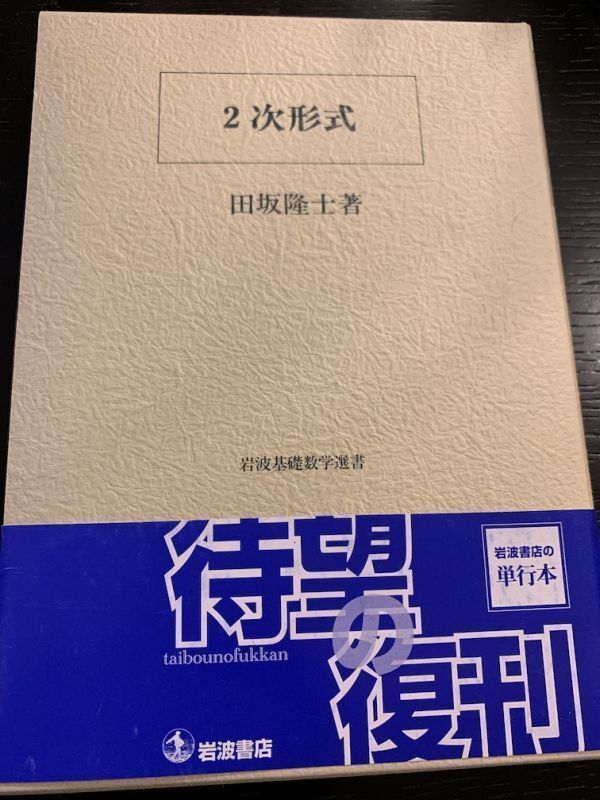 2次形式
田坂隆士著
岩波基礎数学選書
待望の復刊
taibounofukkan
岩波書店の
単行本
岩波書店